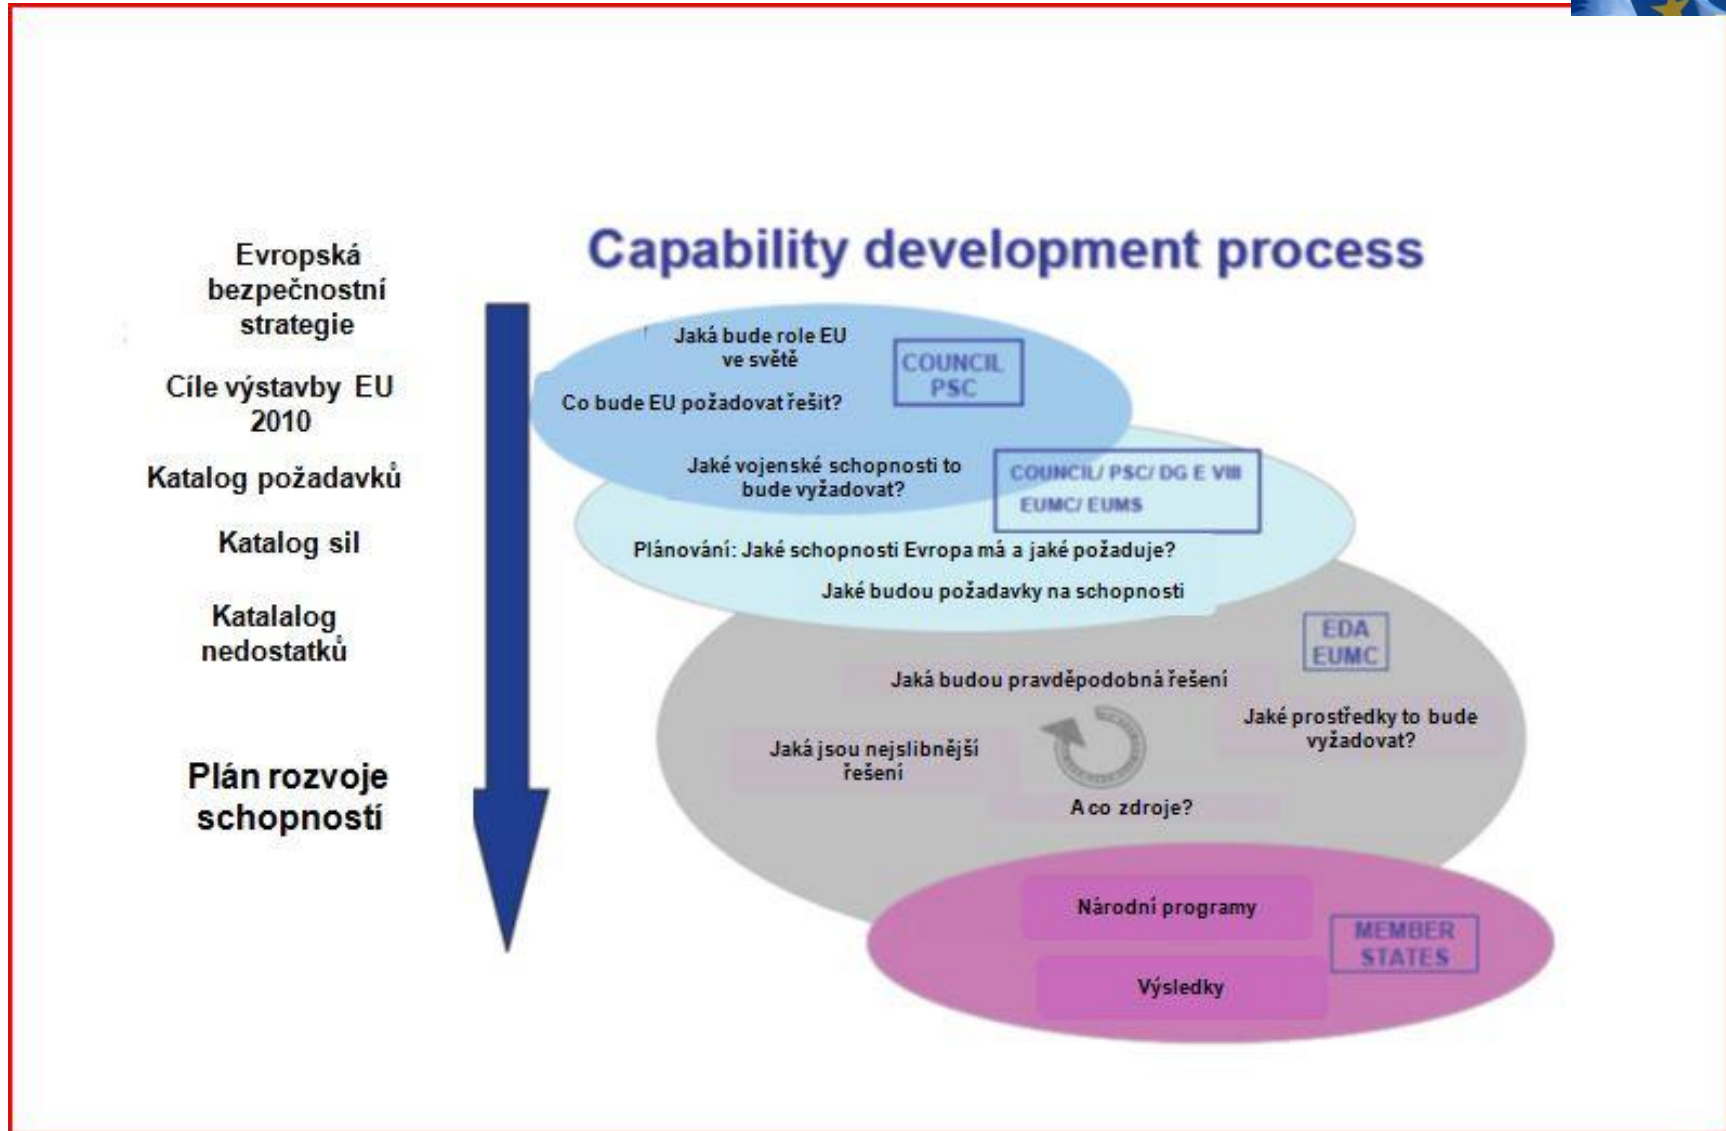 Capability development process
Evropská
bezpečnostní
strategie
Cíle výstavby EU
2010
Katalog požadavků
Katalog sil
Katalalog
nedostatků
Plán rozvoje
schopností
Jaká bude role EU
ve světě
Co bude EU požadovat řešit?
COUNCIL
PSC
Jaké vojenské schopnosti to
bude vyžadovat?
COUNCIL/ PSC/ DG E VIII
EUMC/ EUMS
Plánování: Jaké schopnosti Evropa má a jaké požaduje?
Jaké budou požadavky na schopnosti
EDA
EUMC
Jaká budou pravděpodobná řešení
Jaké prostředky to bude
vyžadovat?
Jaká jsou nejslibnější
řešení
A co zdroje?
Národní programy
MEMBER
STATES
Výsledky